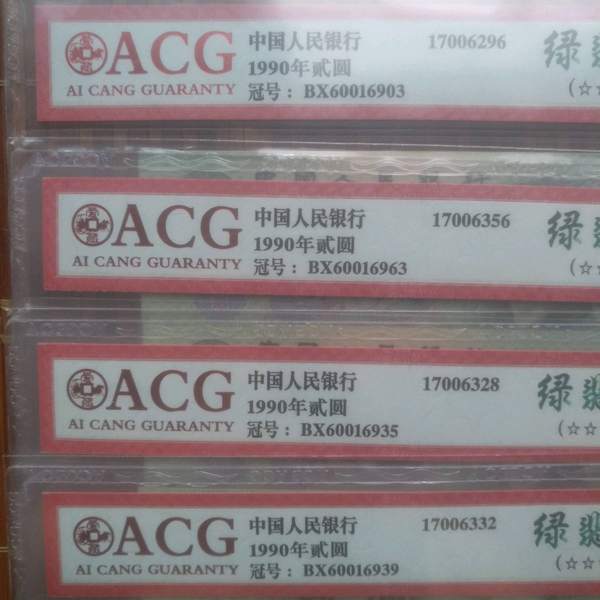 ACG 中国人民银行 17006296 绿翡
AI CANG GUARANTY 1990年贰圆
冠号：BX60016903 (☆☆
ACG 中国人民银行 17006356 绿
AI CANG GUARANTY 1990年贰圆
冠号：BX60016963 (☆
ACG 中国人民银行 17006328 绿翡
AI CANG GUARANTY 1990年贰圆
冠号：BX60016935 (☆☆
ACG 中国人民银行 17006332 绿翡
AI CANG GUARANTY 1990年贰圆
冠号：BX60016939 (☆☆